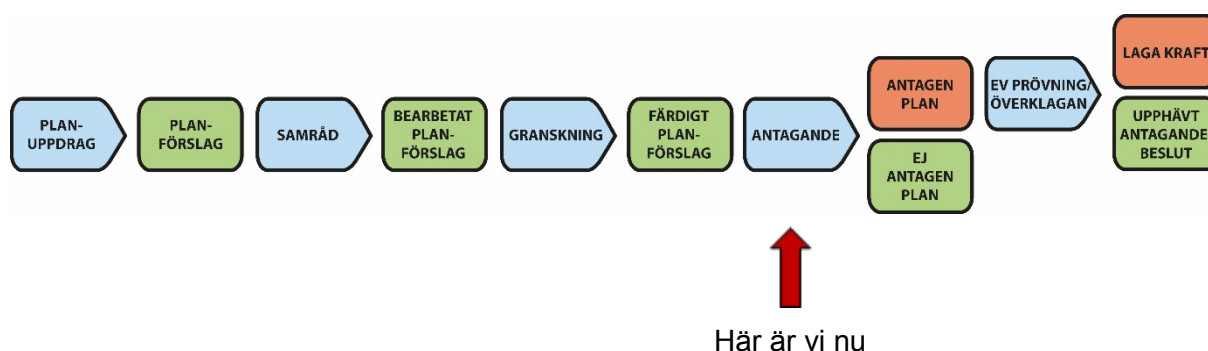 PLAN-
UPPDRAG
PLAN-
FÖRSLAG
SAMRÅD
BEARBETAT
PLAN-
FÖRSLAG
GRANSKNING
FÄRDIGT
PLAN-
FÖRSLAG
ANTAGANDE
ANTAGEN
PLAN
EJ
ANTAGEN
PLAN
EV PRÖVNING/
ÖVERKLAGAN
LAGA KRAFT
UPPHÄVT
ANTAGANDE
BESLUT
Här är vi nu